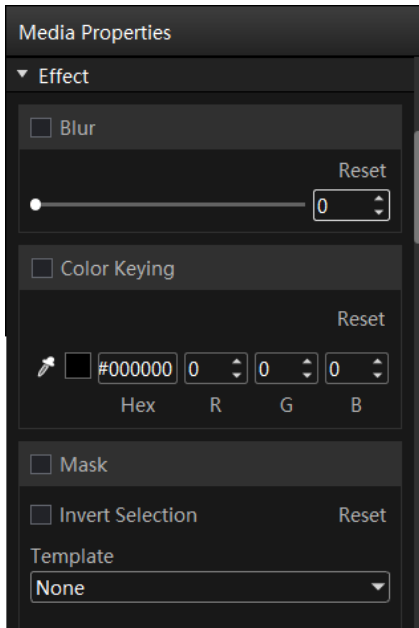 Media Properties
Effect
Blur
Reset
0
Color Keying
Reset
#000000 0 0 0
Hex R G B
Mask
Invert Selection Reset
Template
None